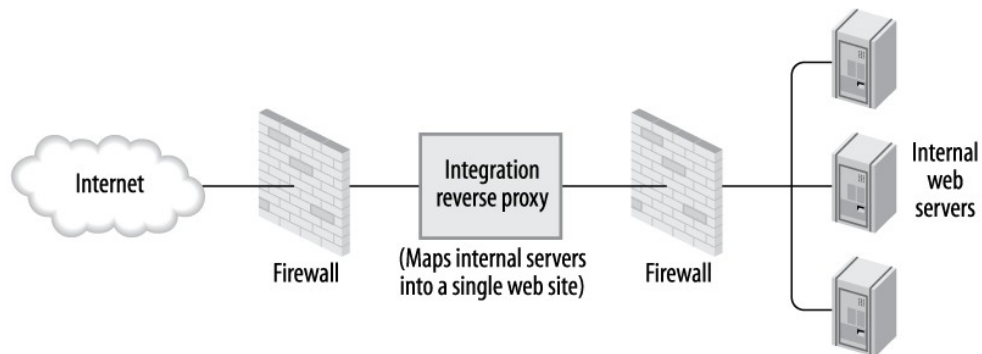 Internet
Firewall
Integration
reverse proxy
(Maps internal servers
into a single web site)
Firewall
Internal
web
servers